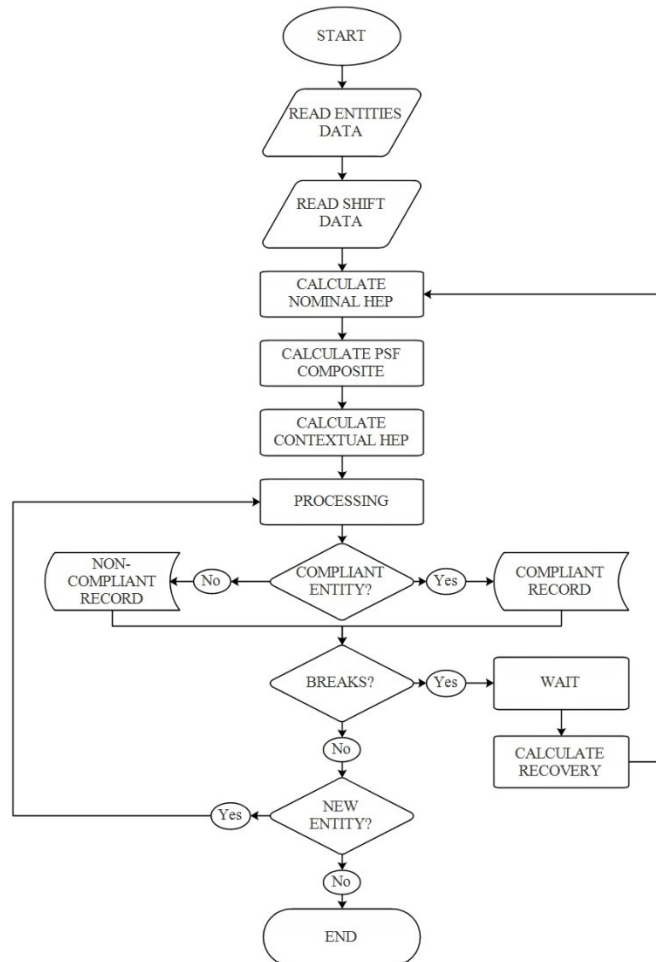 START
READ ENTITIES
DATA
READ SHIFT
DATA
CALCULATE
NOMINAL HEP
CALCULATE PSF
COMPOSITE
CALCULATE
CONTEXTUAL HEP
PROCESSING
NON-
COMPLIANT
RECORD
No
COMPLIANT
ENTITY?
Yes
COMPLIANT
RECORD
BREAKS?
Yes
WAIT
No
CALCULATE
RECOVERY
Yes
NEW
ENTITY?
No
END